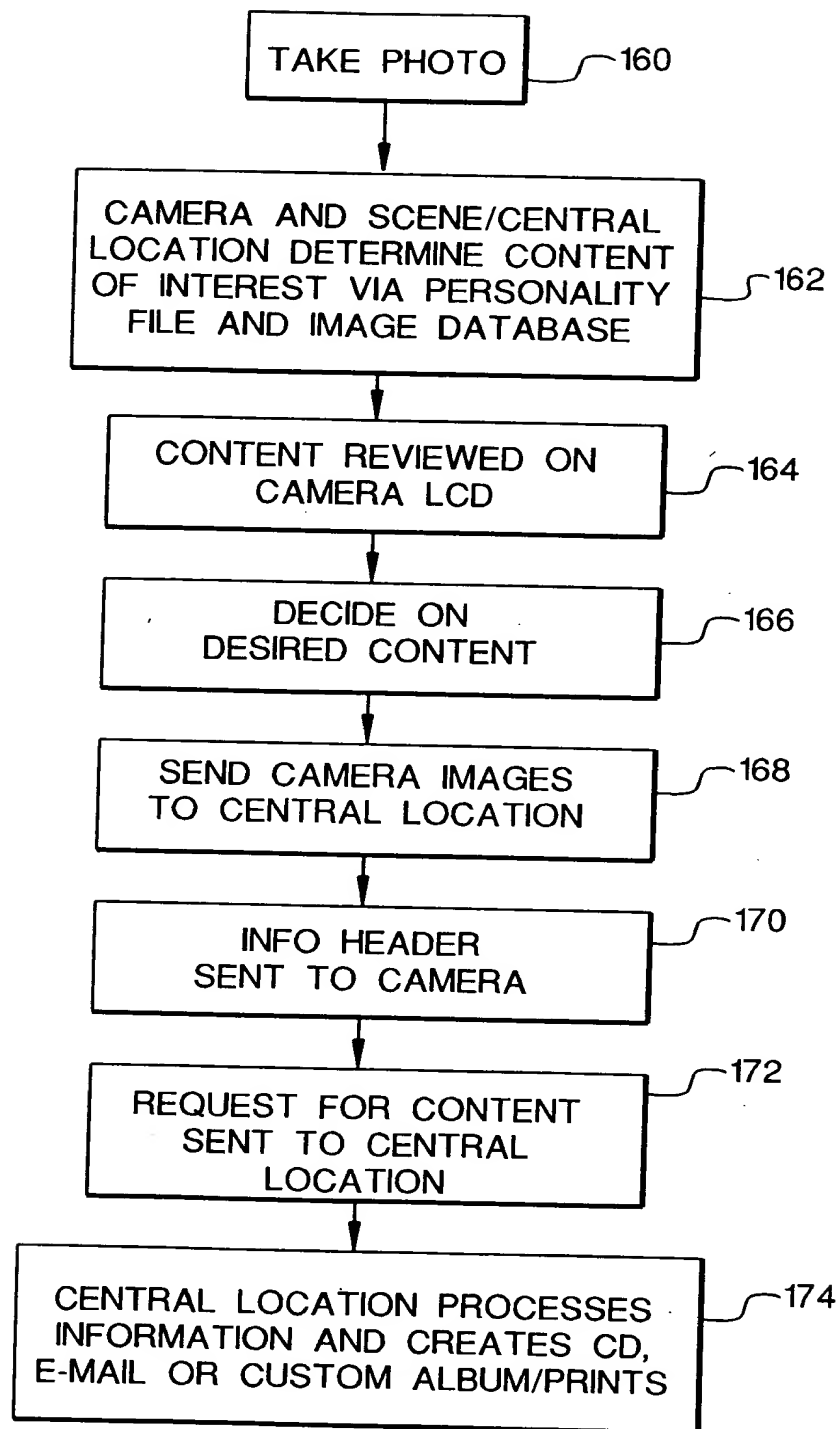 TAKE PHOTO
160
CAMERA AND SCENE/CENTRAL
LOCATION DETERMINE CONTENT
OF INTEREST VIA PERSONALITY
FILE AND IMAGE DATABASE
162
CONTENT REVIEWED ON
CAMERA LCD
164
DECIDE ON
DESIRED CONTENT
166
SEND CAMERA IMAGES
TO CENTRAL LOCATION
168
INFO HEADER
SENT TO CAMERA
170
REQUEST FOR CONTENT
SENT TO CENTRAL
LOCATION
172
CENTRAL LOCATION PROCESSES
INFORMATION AND CREATES CD,
E-MAIL OR CUSTOM ALBUM/PRINTS
174